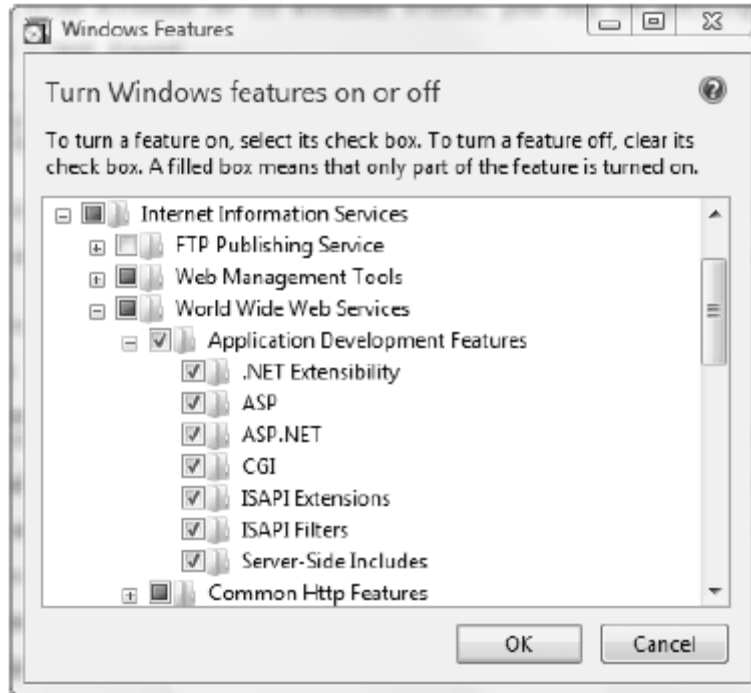 Windows Features
Turn Windows features on or off
To turn a feature on, select its check box. To turn a feature off, clear its
check box. A filled box means that only part of the feature is turned on.
Internet Information Services
FTP Publishing Service
Web Management Tools
World Wide Web Services
Application Development Features
.NET Extensibility
ASP
ASP.NET
CGI
ISAPI Extensions
ISAPI Filters
Server-Side Includes
Common Http Features
OK
Cancel